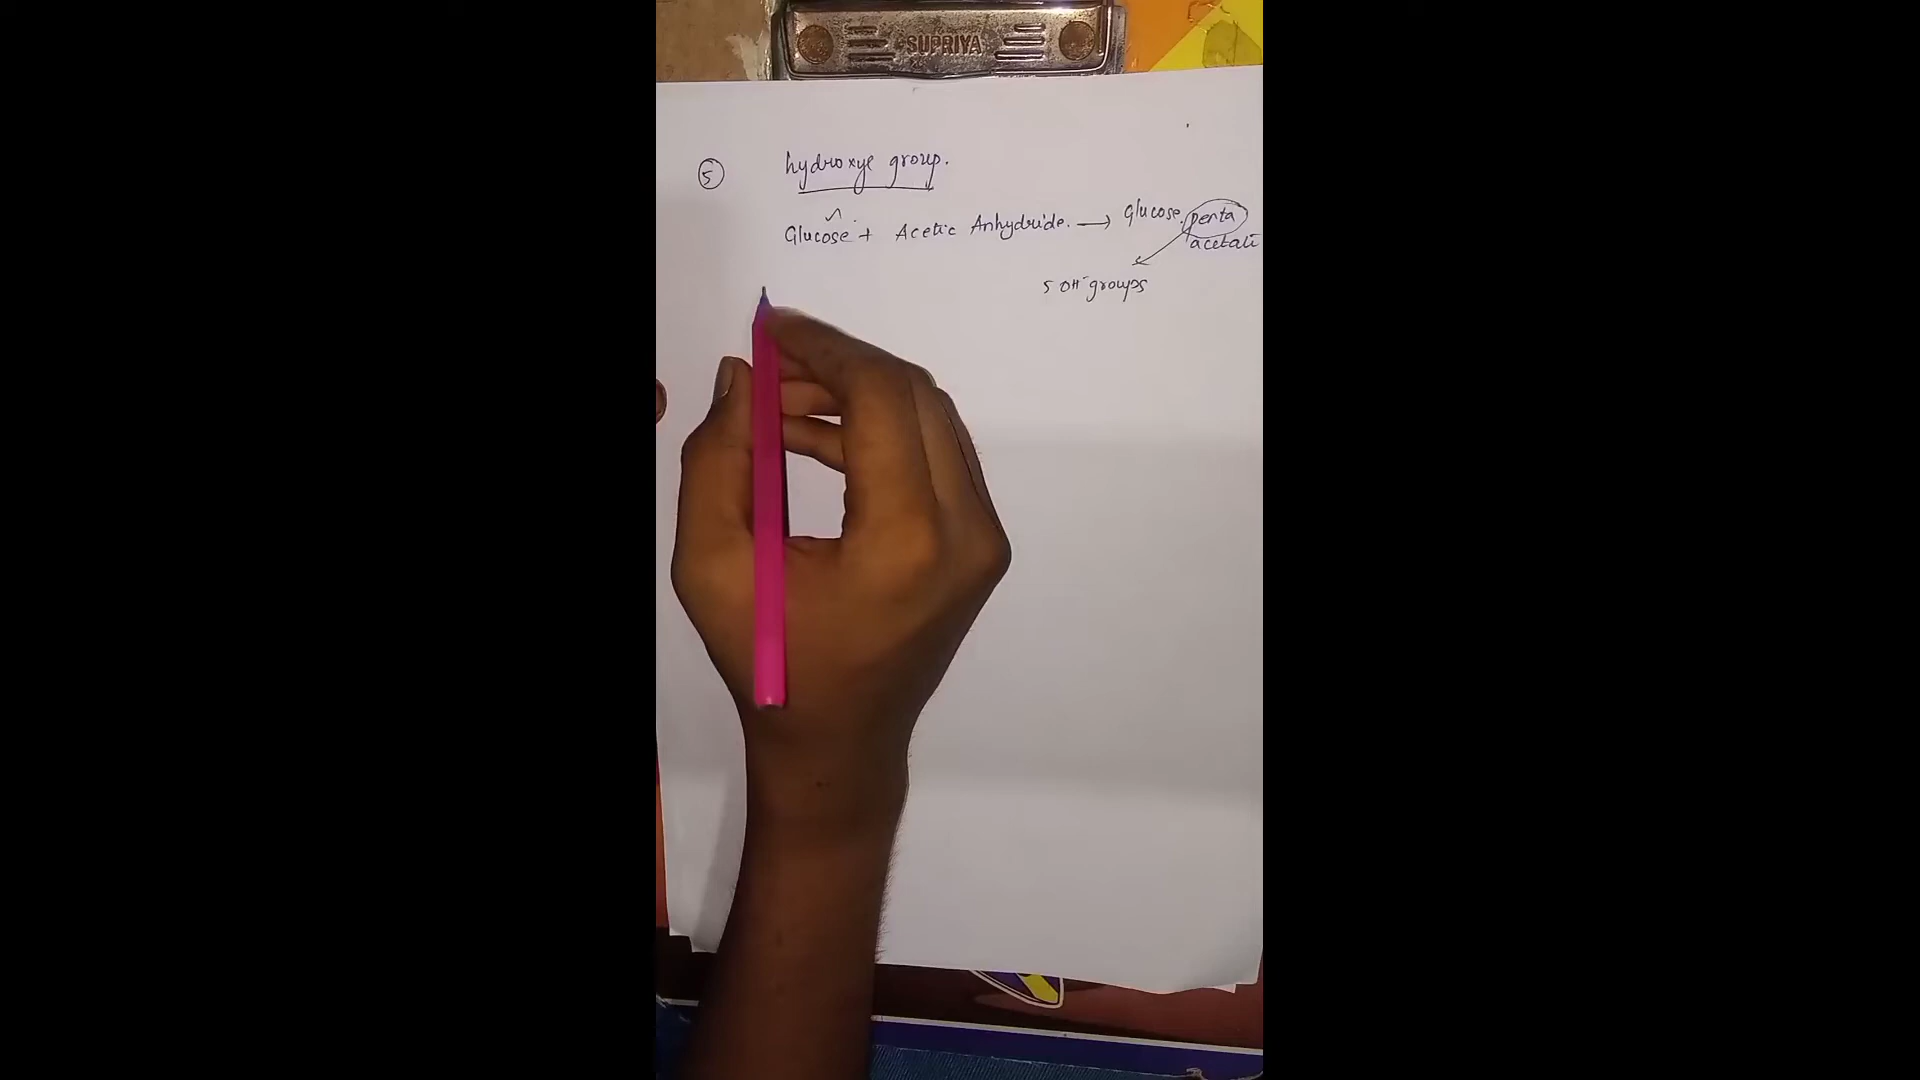 SUPRIYA
5 hydroxyl group.
Glucose + Acetic Anhydride. → Glucose penta
acetate
5 OH⁻ groups